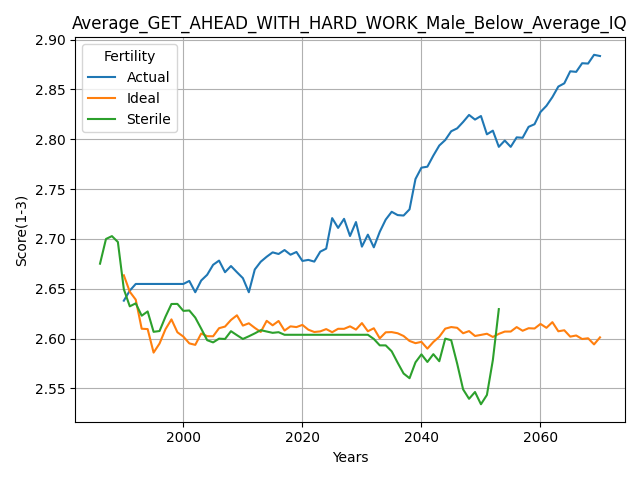 Average_GET_AHEAD_WITH_HARD_WORK_Male_Below_Average_IQ
Fertility
Actual
Ideal
Sterile
Score(1-3)
2.90
2.85
2.80
2.75
2.70
2.65
2.60
2.55
2000
2020
2040
2060
Years